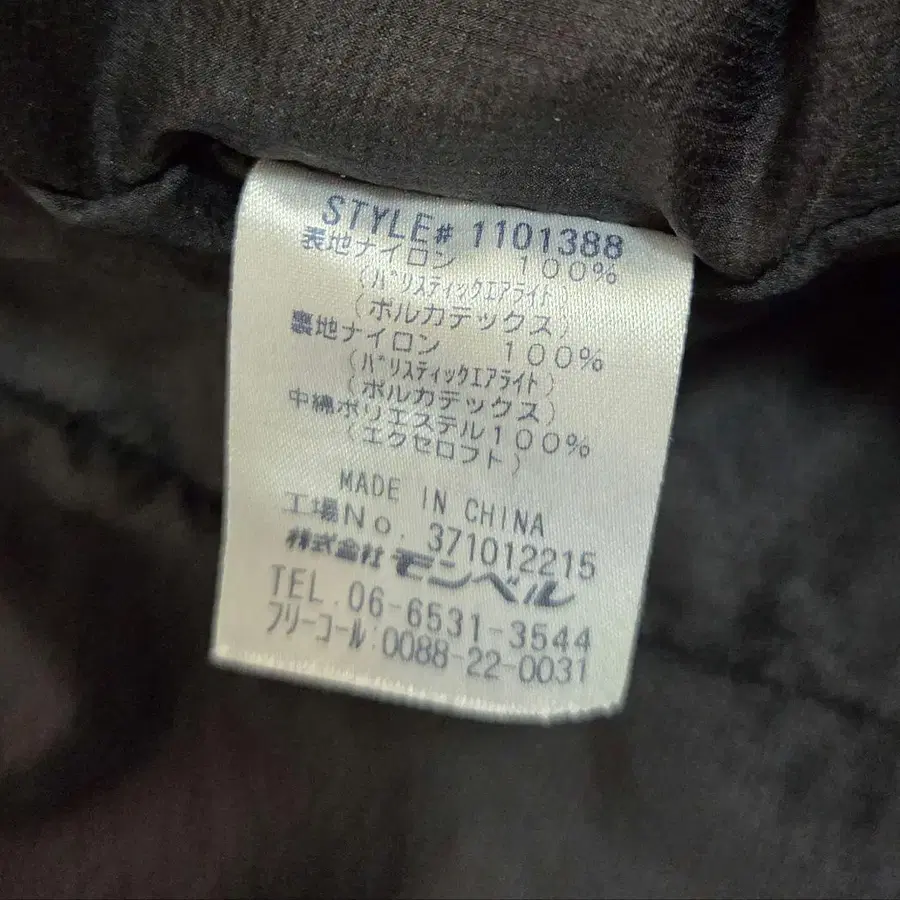 STYLE# 1101388
表地ナイロン 100%
(バリスティックエアライト)
(ポルカテックス)
裏地ナイロン 100%
(バリスティックエアライト)
(ポルカテックス)
中綿ポリエステル100%
(エクセロフト)
MADE IN CHINA
工場No. 371012215
株式会社 モンベル
TEL.06-6531-3544
フリーコール:0088-22-0031